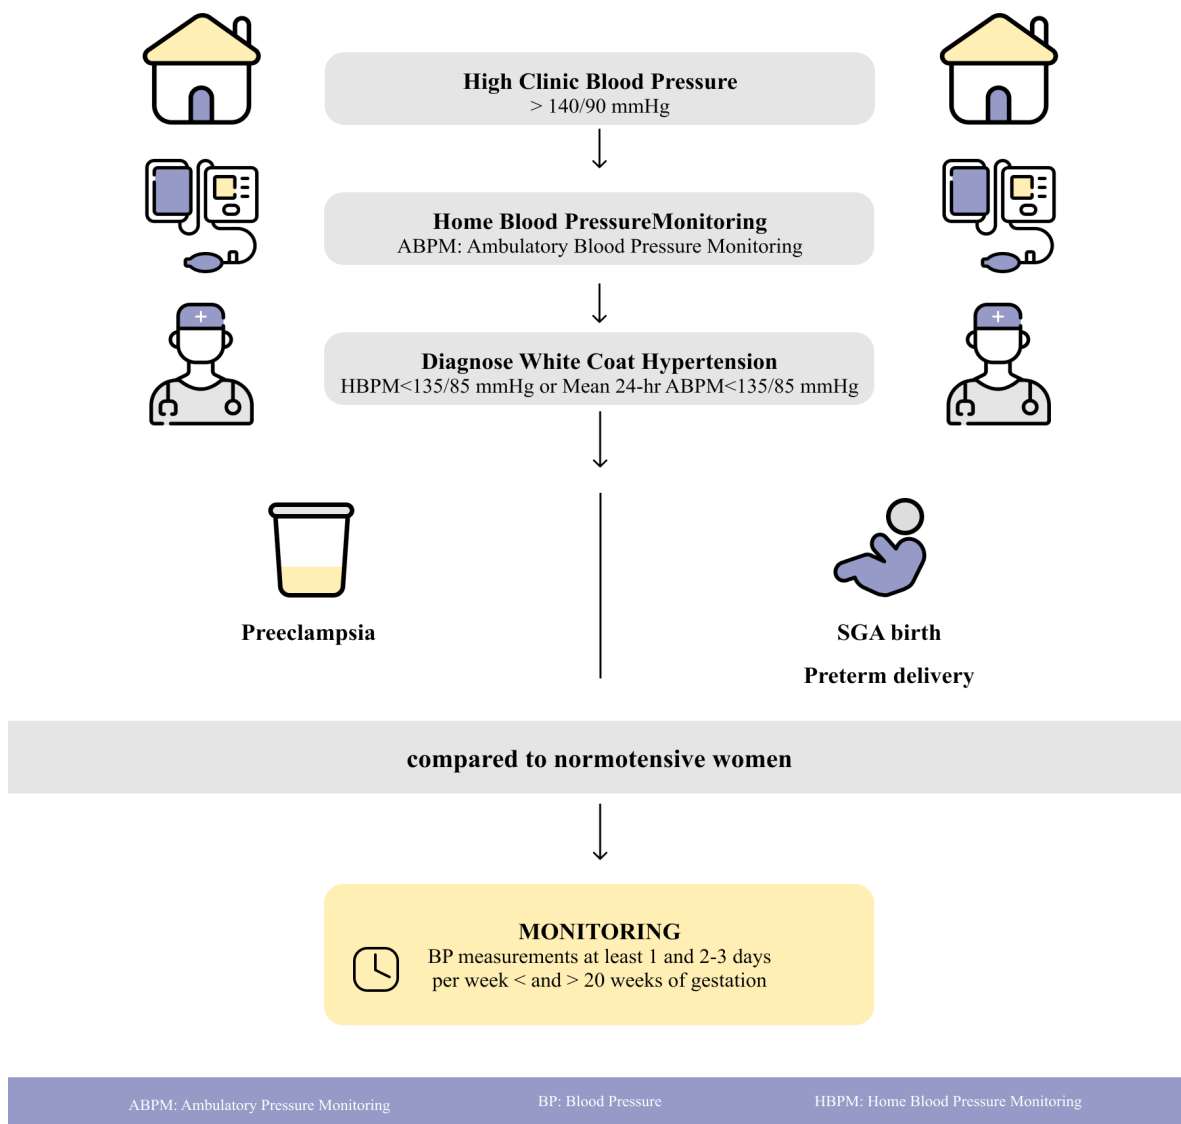 High Clinic Blood Pressure
> 140/90 mmHg
Home Blood PressureMonitoring
ABPM: Ambulatory Blood Pressure Monitoring
Diagnose White Coat Hypertension
HBPM<135/85 mmHg or Mean 24-hr ABPM<135/85 mmHg
Preeclampsia
SGA birth
Preterm delivery
compared to normotensive women
MONITORING
BP measurements at least 1 and 2-3 days
per week < and > 20 weeks of gestation
ABPM: Ambulatory Pressure Monitoring
BP: Blood Pressure
HBPM: Home Blood Pressure Monitoring